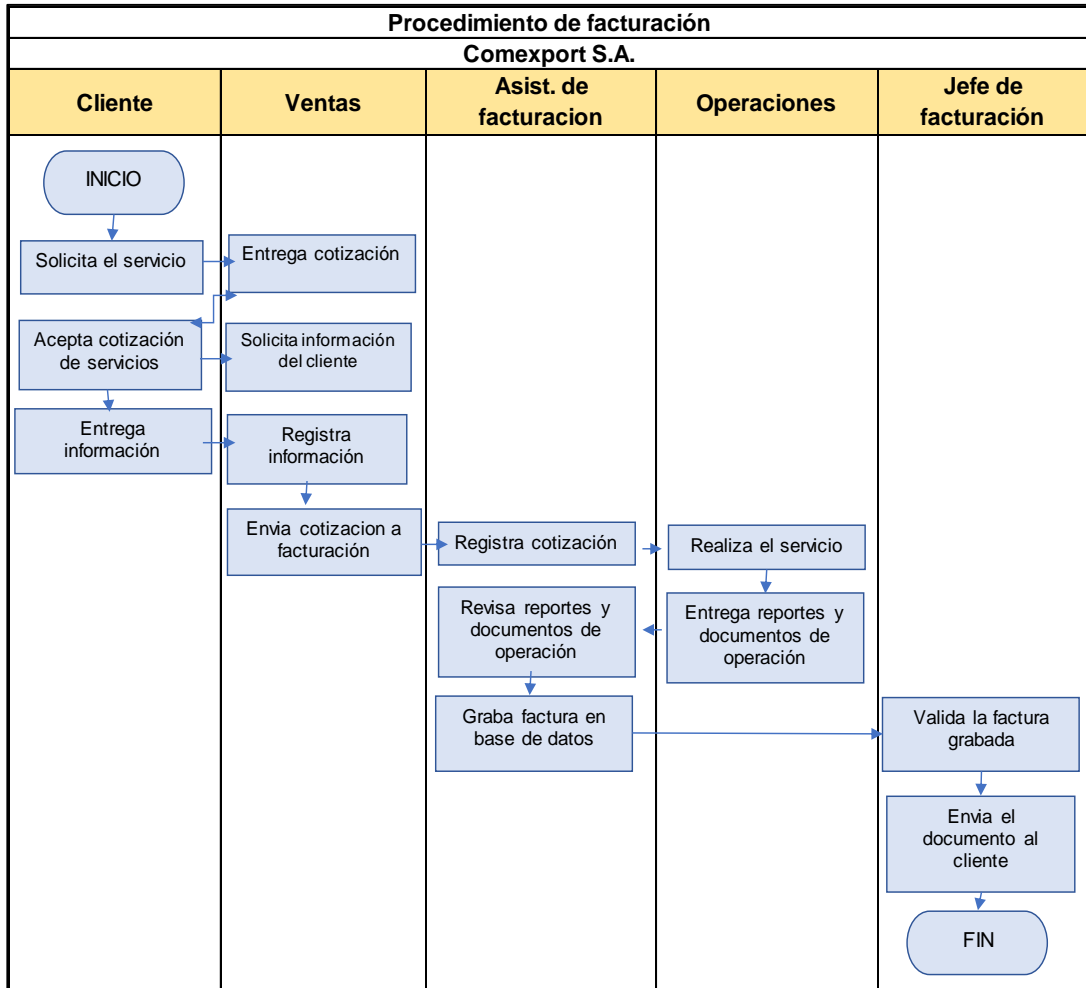 Procedimiento de facturación
Comexport S.A.
Cliente
Ventas
Asist. de
facturacion
Operaciones
Jefe de
facturación
INICIO
Solicita el servicio
Entrega cotización
Acepta cotización
de servicios
Solicita información
del cliente
Entrega
información
Registra
información
Envia cotizacion a
facturación
Registra cotización
Realiza el servicio
Revisa reportes y
documentos de
operación
Entrega reportes y
documentos de
operación
Graba factura en
base de datos
Valida la factura
grabada
Envia el
documento al
cliente
FIN